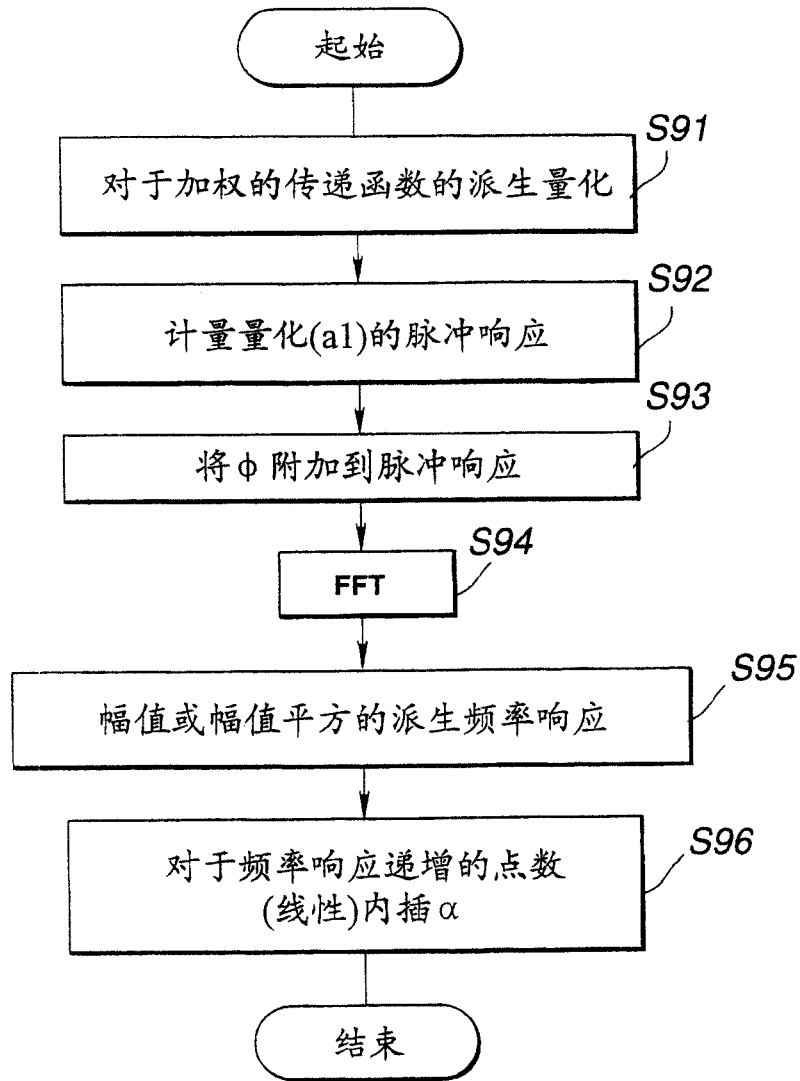 起始
S91
对于加权的传递函数的派生量化
S92
计量量化(a1)的脉冲响应
S93
将φ附加到脉冲响应
S94
FFT
S95
幅值或幅值平方的派生频率响应
S96
对于频率响应递增的点数
(线性)内插α
结束